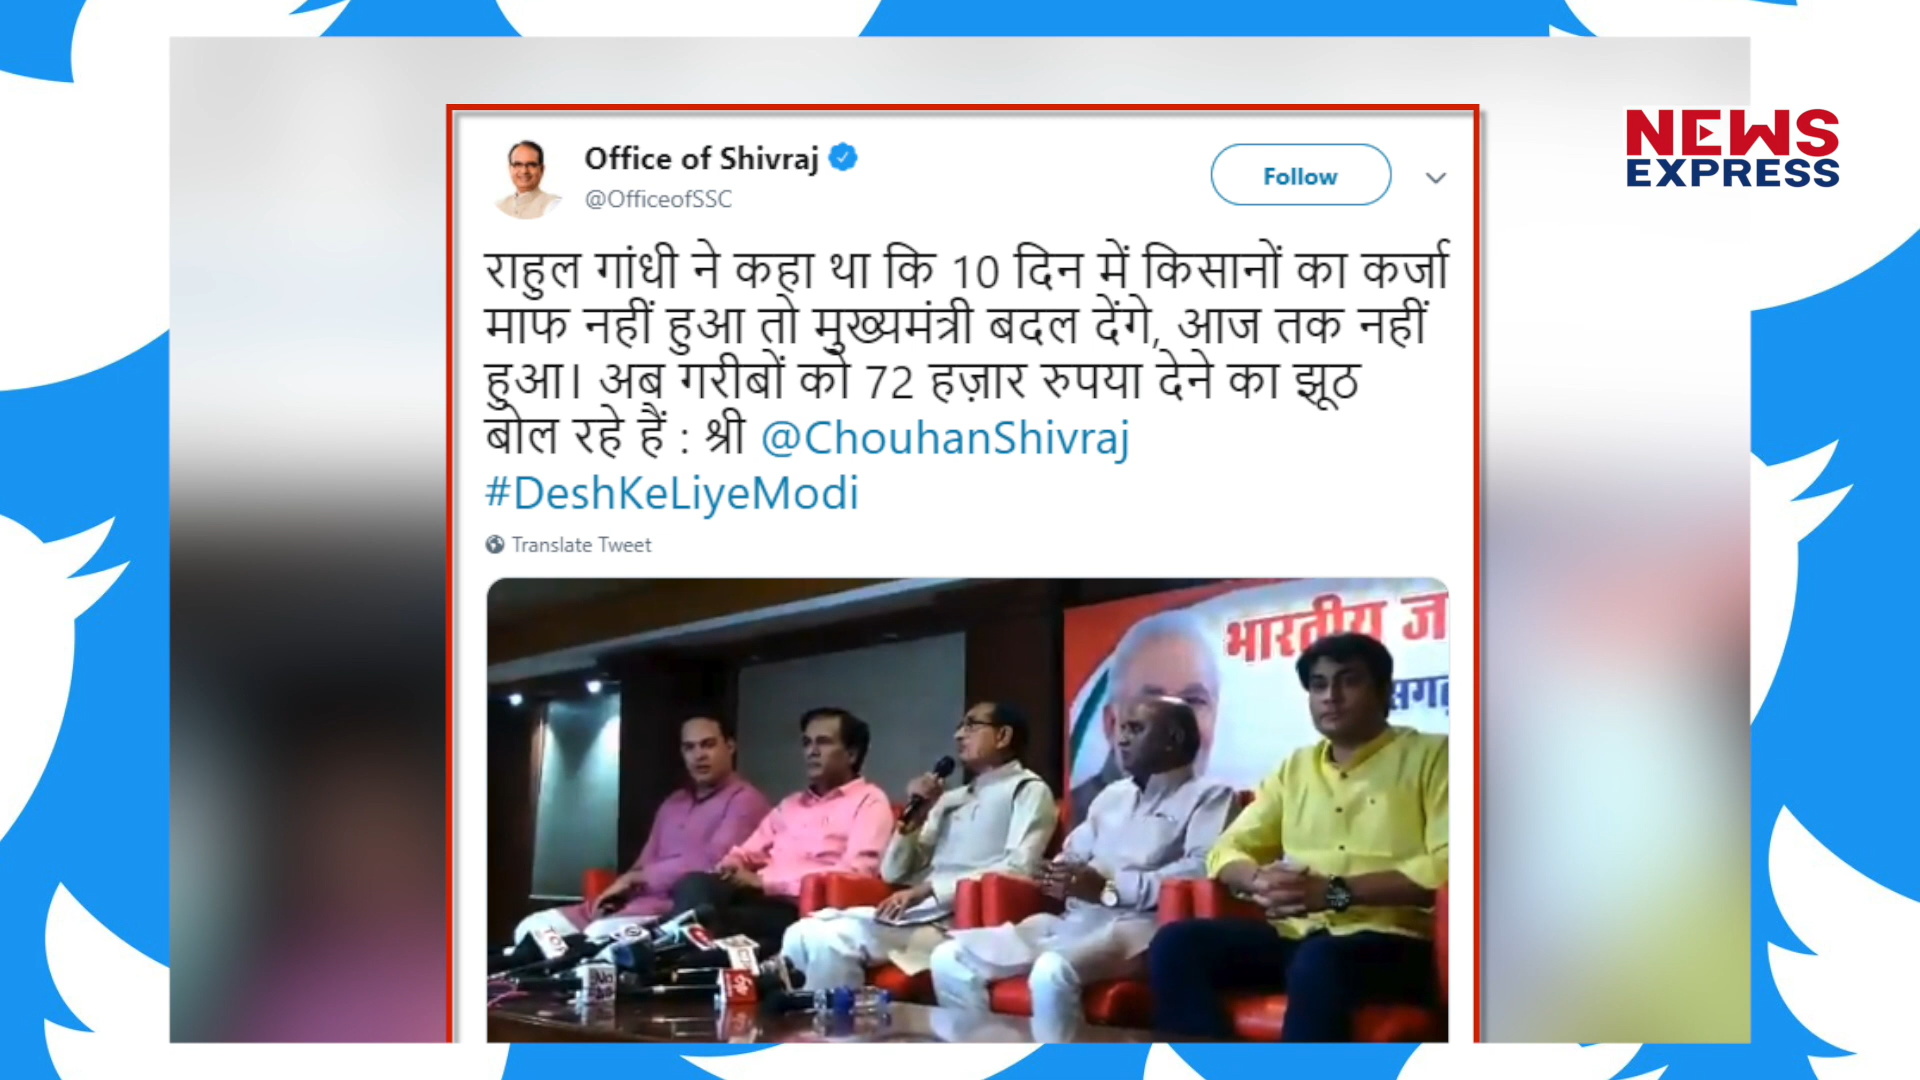 NEWS
EXPRESS
Office of Shivraj
@OfficeofSSC
Follow
राहुल गांधी ने कहा था कि 10 दिन में किसानों का कर्जा
माफ नहीं हुआ तो मुख्यमंत्री बदल देंगे, आज तक नहीं
हुआ। अब गरीबों को 72 हज़ार रुपया देने का झूठ
बोल रहे हैं : श्री @ChouhanShivraj
#DeshKeLiyeModi
Translate Tweet
भारतीय ज